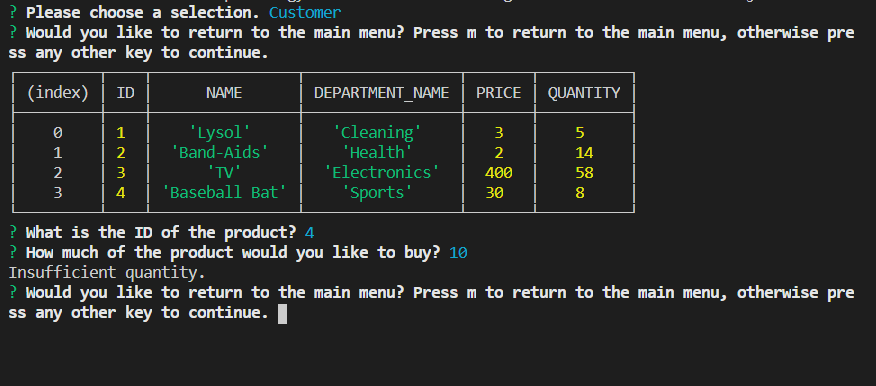 ? Please choose a selection. Customer
? Would you like to return to the main menu? Press m to return to the main menu, otherwise pre
ss any other key to continue.
(index) ID NAME DEPARTMENT_NAME PRICE QUANTITY
0 1 'Lysol' 'Cleaning' 3 5
1 2 'Band-Aids' 'Health' 2 14
2 3 'TV' 'Electronics' 400 58
3 4 'Baseball Bat' 'Sports' 30 8
? What is the ID of the product? 4
? How much of the product would you like to buy? 10
Insufficient quantity.
? Would you like to return to the main menu? Press m to return to the main menu, otherwise pre
ss any other key to continue.